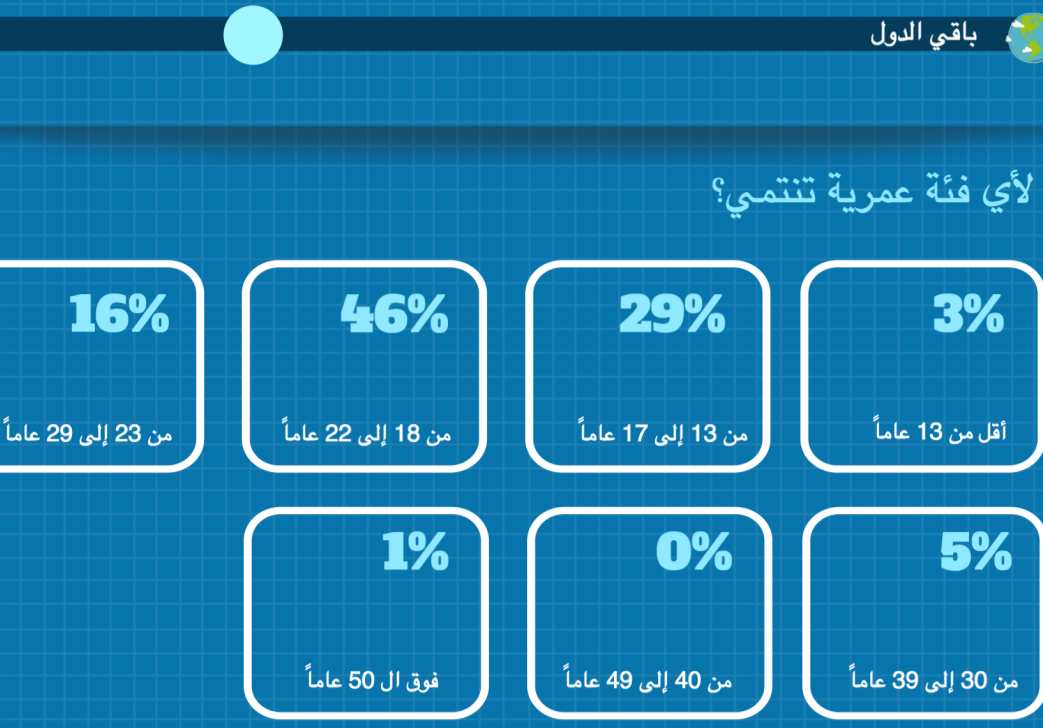 باقي الدول
لأي فئة عمرية تنتمي؟
3%
أقل من 13 عاماً
29%
من 13 إلى 17 عاماً
46%
من 18 إلى 22 عاماً
16%
من 23 إلى 29 عاماً
5%
من 30 إلى 39 عاماً
0%
من 40 إلى 49 عاماً
1%
فوق ال 50 عاماً